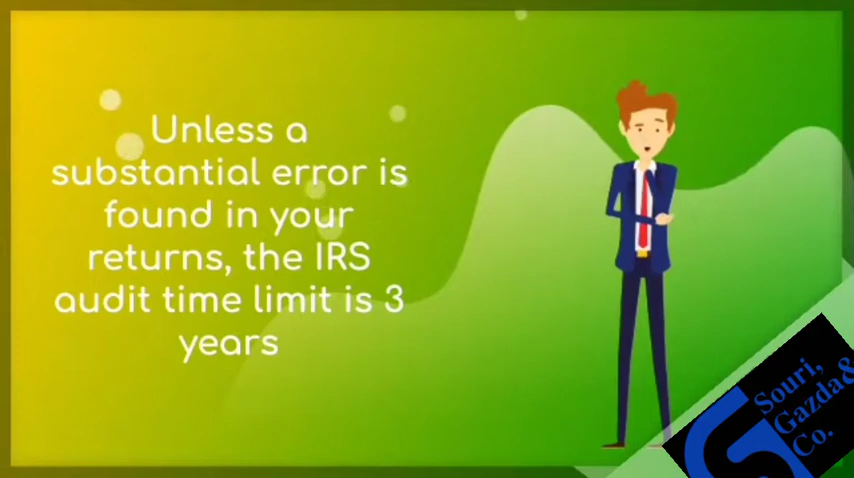 Unless a
substantial error is
found in your
returns, the IRS
audit time limit is 3
years
Souri,
Gazda&
Co.